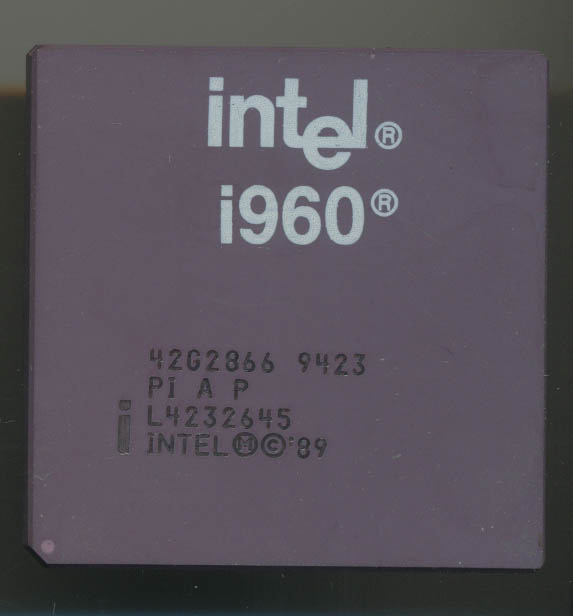 intel®
i960®
42G2866 9423
PI A P
L4232645
i INTEL Ⓜ©'89